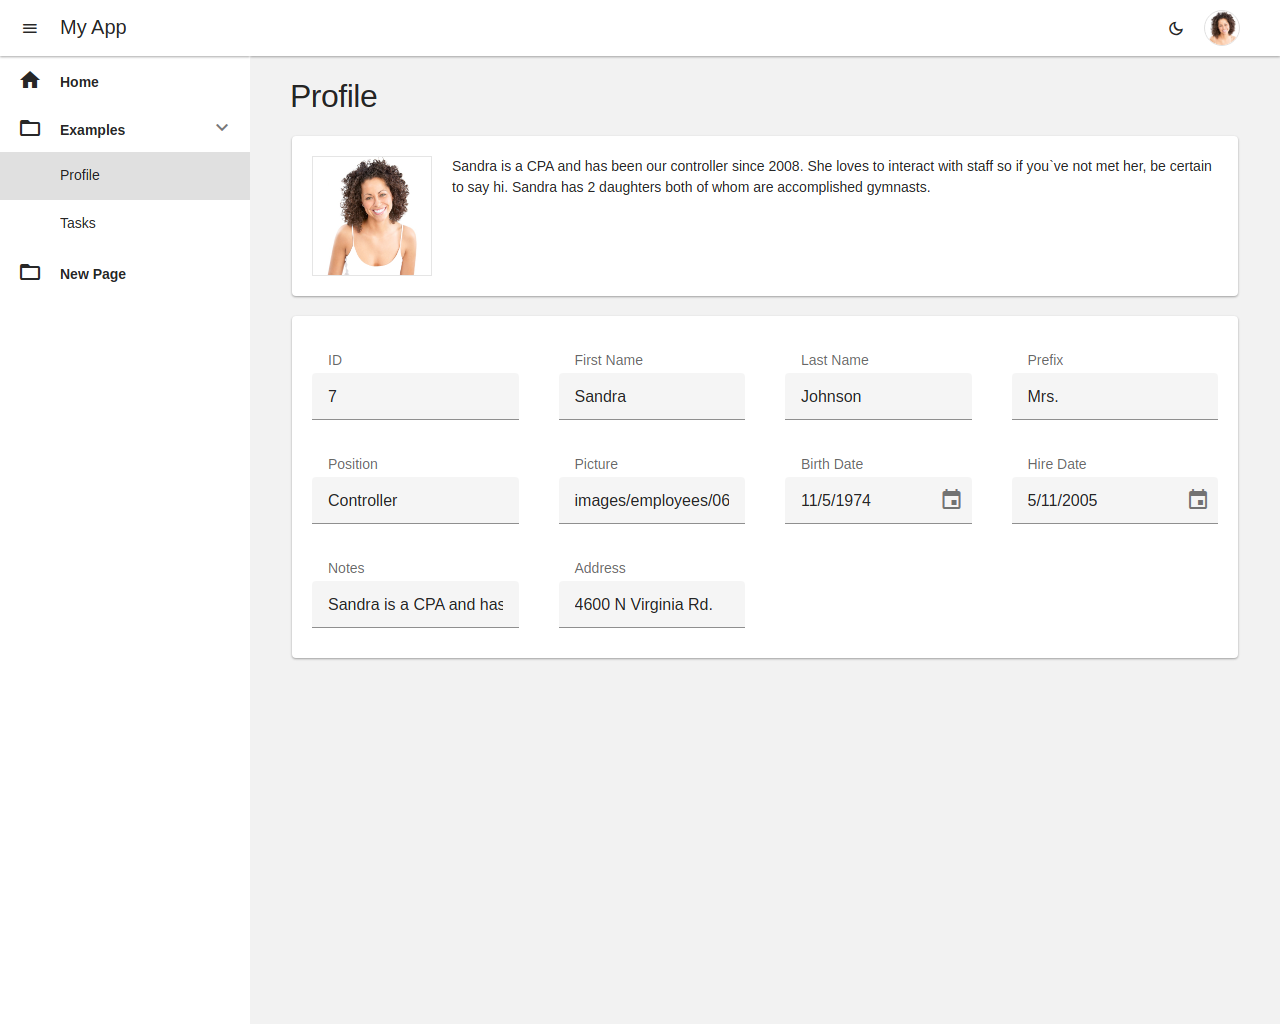 My App
Home
Examples
Profile
Tasks
New Page
Profile
Sandra is a CPA and has been our controller since 2008. She loves to interact with staff so if you`ve not met her, be certain
to say hi. Sandra has 2 daughters both of whom are accomplished gymnasts.
ID First Name Last Name Prefix
7 Sandra Johnson Mrs.
Position Picture Birth Date Hire Date
Controller images/employees/06 11/5/1974 5/11/2005
Notes Address
Sandra is a CPA and has 4600 N Virginia Rd.